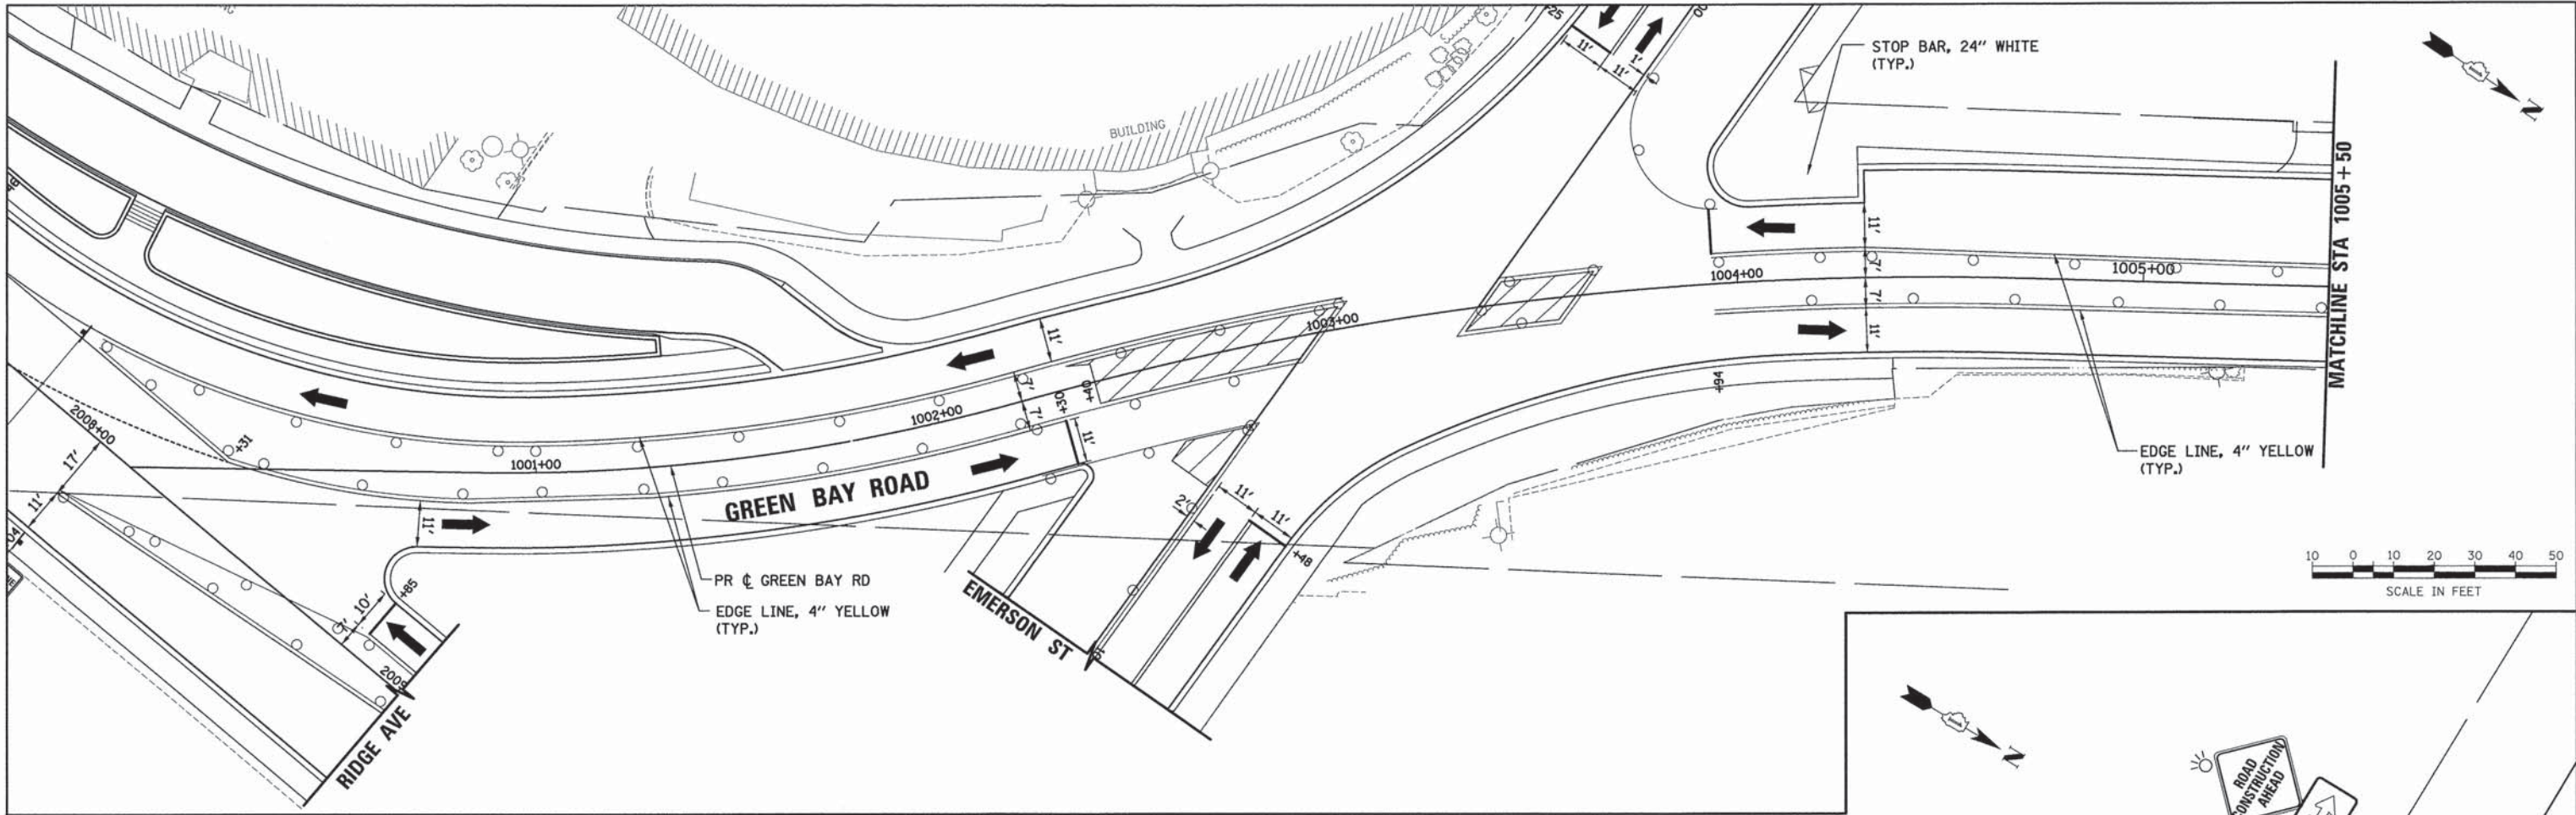 STOP BAR, 24" WHITE
(TYP.)
N
BUILDING
11'
11'
1'
+25
MATCHLINE STA 1005+50
11'
7'
7'
11'
1004+00
1005+00
1003+00
11'
7'
7'
+40
+30
11'
1002+00
1001+00
+31
2008+00
17'
11'
11'
GREEN BAY ROAD
+94
EDGE LINE, 4" YELLOW
(TYP.)
2'
11'
11'
+48
PR ℄ GREEN BAY RD
EDGE LINE, 4" YELLOW
(TYP.)
+85
10'
7'
EMERSON ST
RIDGE AVE
10 0 10 20 30 40 50
SCALE IN FEET
N
ROAD
CONSTRUCTION
AHEAD